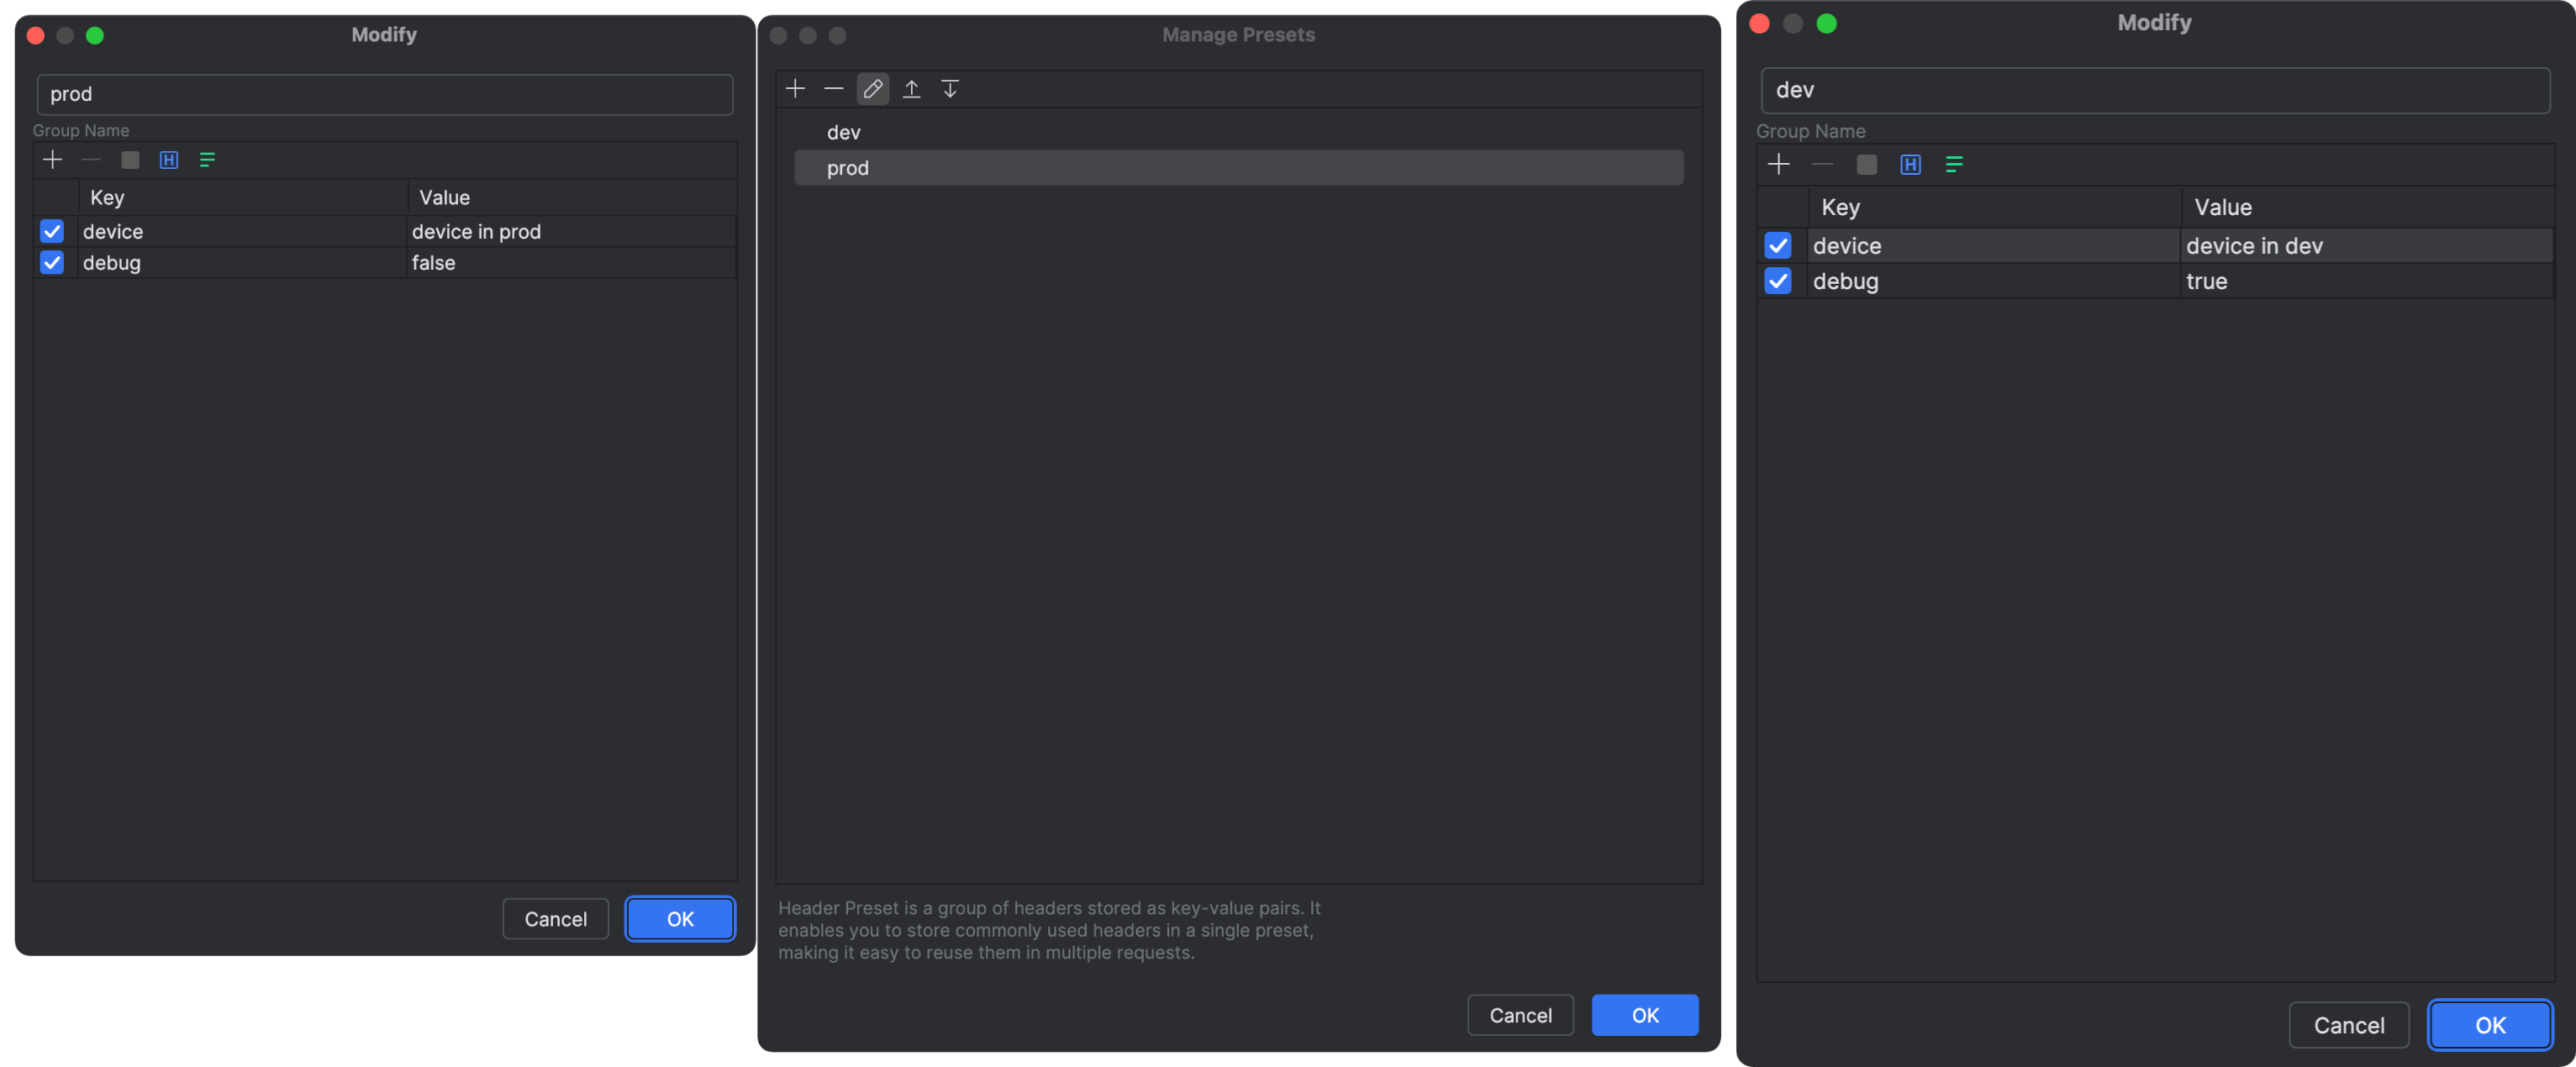 Modify
prod
Group Name
H
Key Value
device device in prod
debug false
Cancel OK
Manage Presets
dev
prod
Header Preset is a group of headers stored as key-value pairs. It
enables you to store commonly used headers in a single preset,
making it easy to reuse them in multiple requests.
Cancel OK
Modify
dev
Group Name
H
Key Value
device device in dev
debug true
Cancel OK